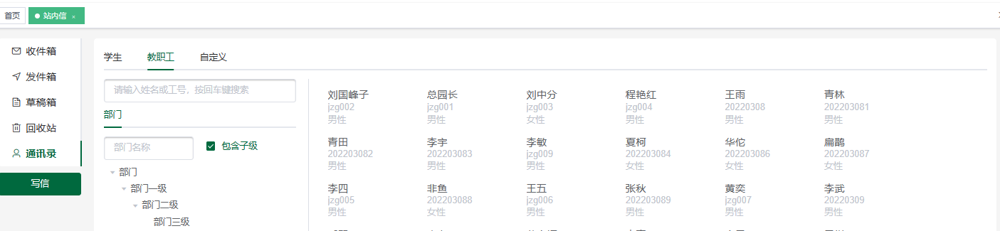 首页
站内信 ×
收件箱
发件箱
草稿箱
回收站
通讯录
写信
学生 教职工 自定义
请输入姓名或工号，按回车键搜索
部门
部门名称
包含子级
部门
部门一级
部门二级
部门三级
刘国峰子 总园长 刘中分 程艳红 王雨 青林
jzg002 jzg001 jzg003 jzg004 20220308 202203081
男性 男性 女性 男性 男性 男性
青田 李宇 李敏 夏柯 华佗 扁鹊
202203082 202203083 jzg009 202203084 202203086 202203087
男性 男性 男性 女性 女性 女性
李四 非鱼 王五 张秋 黄奕 李武
jzg005 202203088 jzg006 202203089 jzg007 20220309
男性 女性 男性 男性 男性 男性